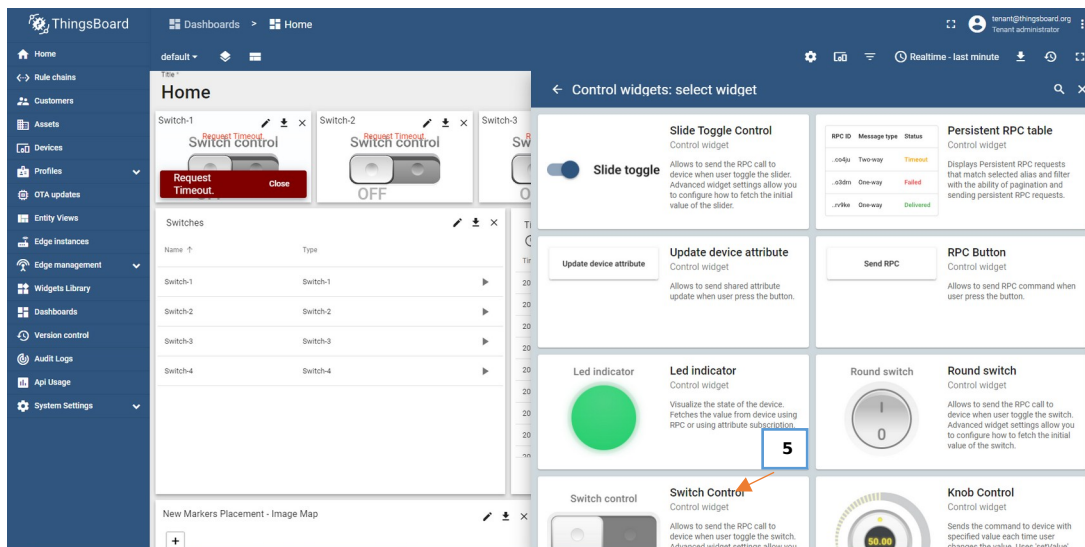 ThingsBoard
Dashboards > Home
tenant@thingsboard.org
Tenant administrator
Home
Rule chains
Customers
Assets
Devices
Profiles
OTA updates
Entity Views
Edge instances
Edge management
Widgets Library
Dashboards
Version control
Audit Logs
Api Usage
System Settings
default
Realtime - last minute
Title *
Home
Switch-1
Request Timeout.
Switch control
Request
Timeout.
Close
Switch-2
Request Timeout.
Switch control
OFF
Switch-3
Switches
Name ↑ Type
Switch-1 Switch-1
Switch-2 Switch-2
Switch-3 Switch-3
Switch-4 Switch-4
New Markers Placement - Image Map
+
Control widgets: select widget
Slide toggle
Slide Toggle Control
Control widget
Allows to send the RPC call to
device when user toggle the switch.
Advanced widget settings allow you
to configure how to fetch the initial
value of the slider.
RPC ID Message type Status
..co4ju Two-way Timeout
..o3dm One-way Failed
..rv9ke One-way Delivered
Persistent RPC table
Control widget
Displays Persistent RPC requests
that match selected alias and filter
with the ability of pagination and
sending persistent RPC requests.
Update device attribute
Update device attribute
Control widget
Allows to send shared attribute
update when user press the button.
Send RPC
RPC Button
Control widget
Allows to send RPC command when
user press the button.
Led indicator
Led indicator
Control widget
Visualize the state of the device.
Fetches the value from device using
RPC or using attribute subscription.
Round switch
I
0
Round switch
Control widget
Allows to send the RPC call to
device when user toggle the switch.
Advanced widget settings allow you
to configure how to fetch the initial
value of the switch.
5
Switch control
Switch Control
Control widget
Allows to send the RPC call to
device when user toggle the switch.
Advanced widget settings allow you
50.00
Knob Control
Control widget
Sends the command to device with
specified value each time user
changes the value. Uses 'setValue'